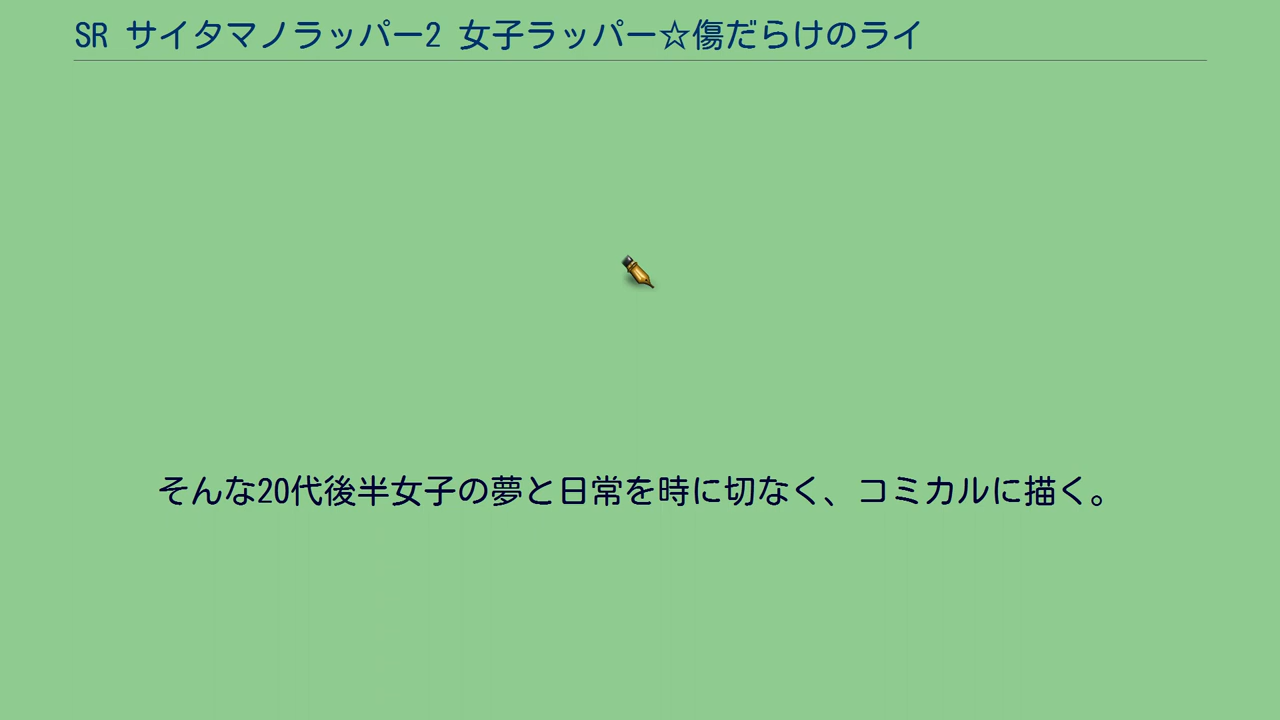 SR サイタマノラッパー2 女子ラッパー☆傷だらけのライ
そんな20代後半女子の夢と日常を時に切なく、コミカルに描く。